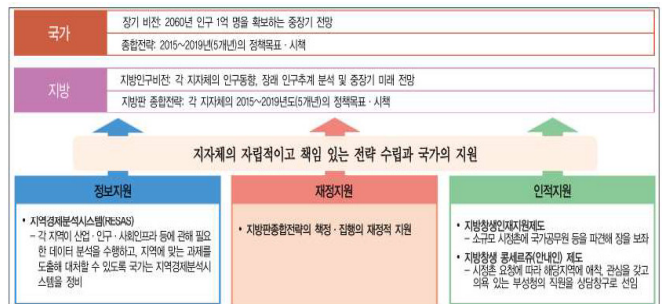 국가
장기 비전: 2060년 인구 1억 명을 확보하는 중장기 전망
종합전략: 2015~2019년(5개년)의 정책목표·시책
지방
지방인구비전: 각 지자체의 인구동향, 장래 인구추계 분석 및 중장기 미래 전망
지방판 종합전략: 각 지자체의 2015~2019년도(5개년)의 정책목표·시책
지자체의 자립적이고 책임 있는 전략 수립과 국가의 지원
정보지원
• 지역경제분석시스템(RESAS)
– 각 지역이 산업·인구·사회인프라 등에 관해 필요
한 데이터 분석을 수행하고, 지역에 맞는 과제를
도출해 대처할 수 있도록 국가는 지역경제분석시
스템을 정비
재정지원
• 지방판종합전략의 책정·집행의 재정적 지원
인적지원
• 지방창생인재지원제도
– 소규모 시정촌에 국가공무원 등을 파견해 장을 보좌
• 지방창생 콩세르쥬(안내인) 제도
– 시정촌 요청에 따라 해당지역에 애착, 관심을 갖고
의욕 있는 부성청의 직원을 상담창구로 선임